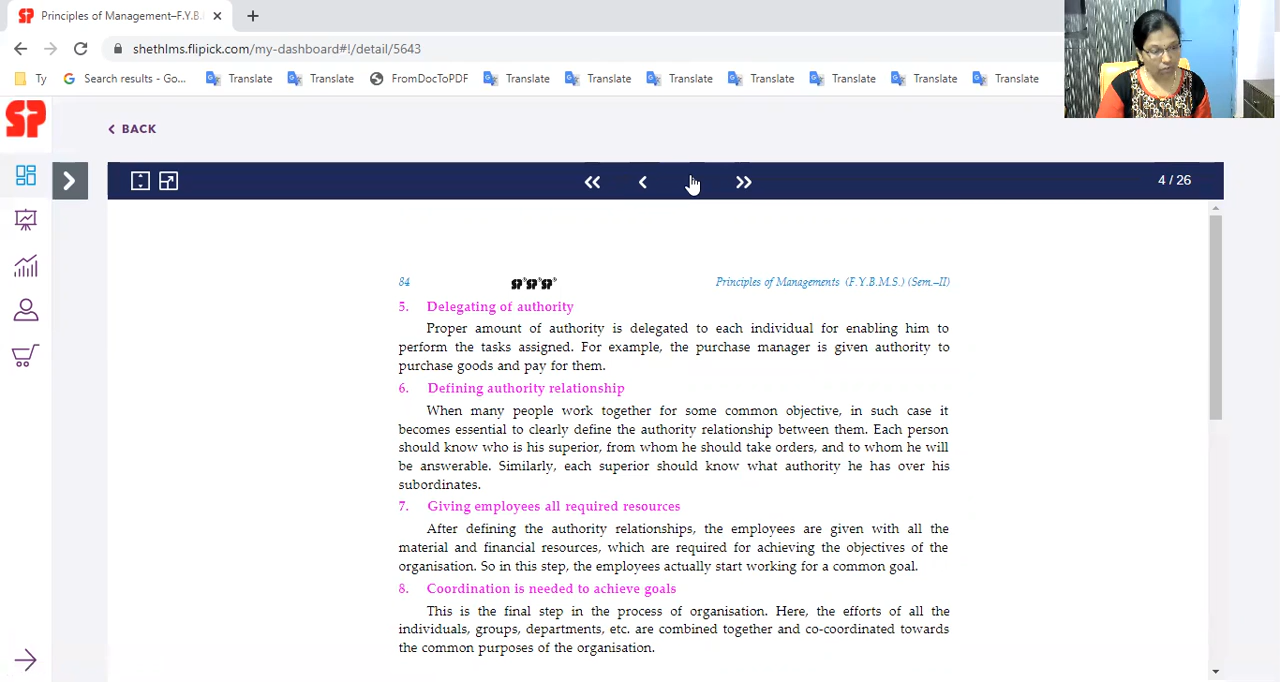 Principles of Management–F.Y.B.
shethlms.flipick.com/my-dashboard#!/detail/5643
Ty
Search results - Go...
Translate
Translate
FromDocToPDF
Translate
Translate
Translate
Translate
Translate
Translate
Translate
SP
BACK
4 / 26
84
Principles of Managements (F.Y.B.M.S.) (Sem.–II)
5. Delegating of authority
Proper amount of authority is delegated to each individual for enabling him to
perform the tasks assigned. For example, the purchase manager is given authority to
purchase goods and pay for them.
6. Defining authority relationship
When many people work together for some common objective, in such case it
becomes essential to clearly define the authority relationship between them. Each person
should know who is his superior, from whom he should take orders, and to whom he will
be answerable. Similarly, each superior should know what authority he has over his
subordinates.
7. Giving employees all required resources
After defining the authority relationships, the employees are given with all the
material and financial resources, which are required for achieving the objectives of the
organisation. So in this step, the employees actually start working for a common goal.
8. Coordination is needed to achieve goals
This is the final step in the process of organisation. Here, the efforts of all the
individuals, groups, departments, etc. are combined together and co-coordinated towards
the common purposes of the organisation.